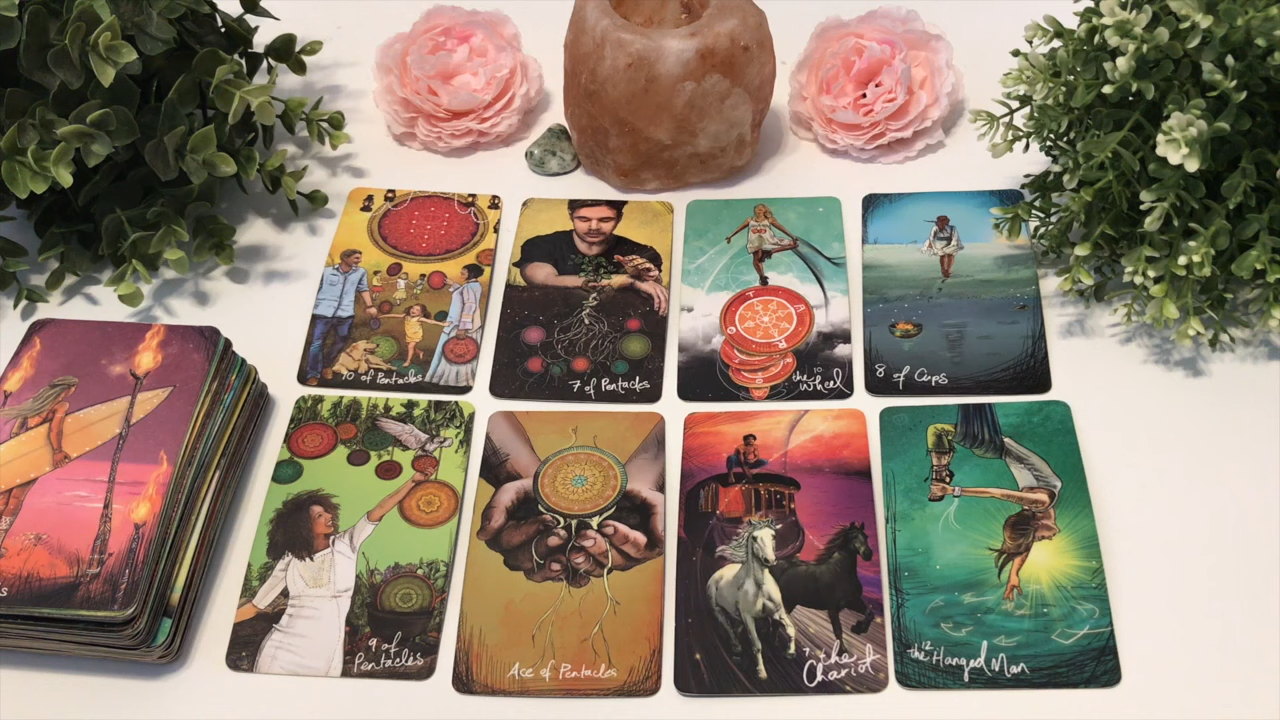 10 of Pentacles
7 of Pentacles
T A R O
10
the Wheel
8 of Cups
9 of
Pentacles
Ace of Pentacles
7 the
Chariot
12
the Hanged Man
s